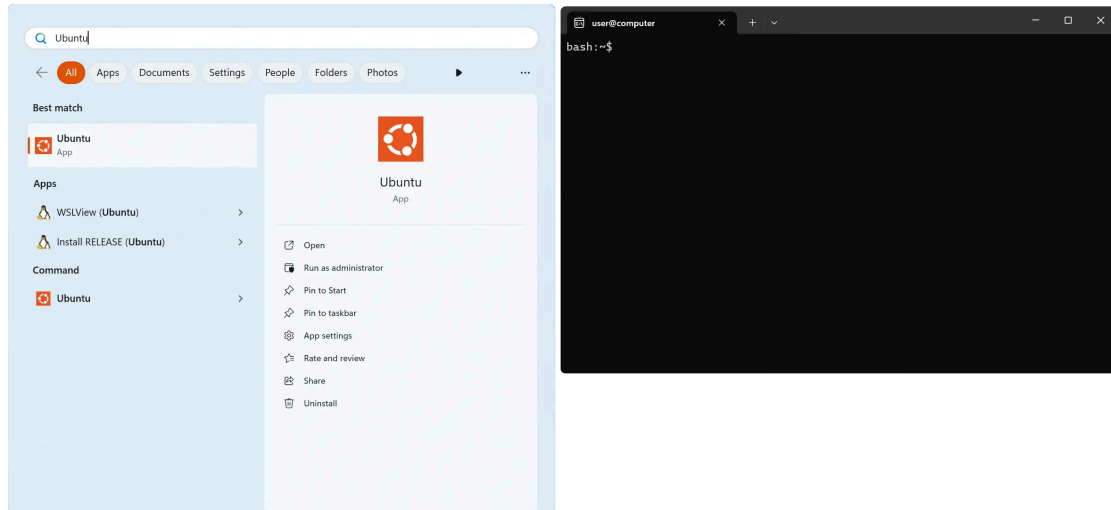 Ubuntu
All Apps Documents Settings People Folders Photos ...
Best match
Ubuntu
App
Apps
WSLView (Ubuntu)
Install RELEASE (Ubuntu)
Command
Ubuntu
Ubuntu
App
Open
Run as administrator
Pin to Start
Pin to taskbar
App settings
Rate and review
Share
Uninstall
user@computer
bash:~$